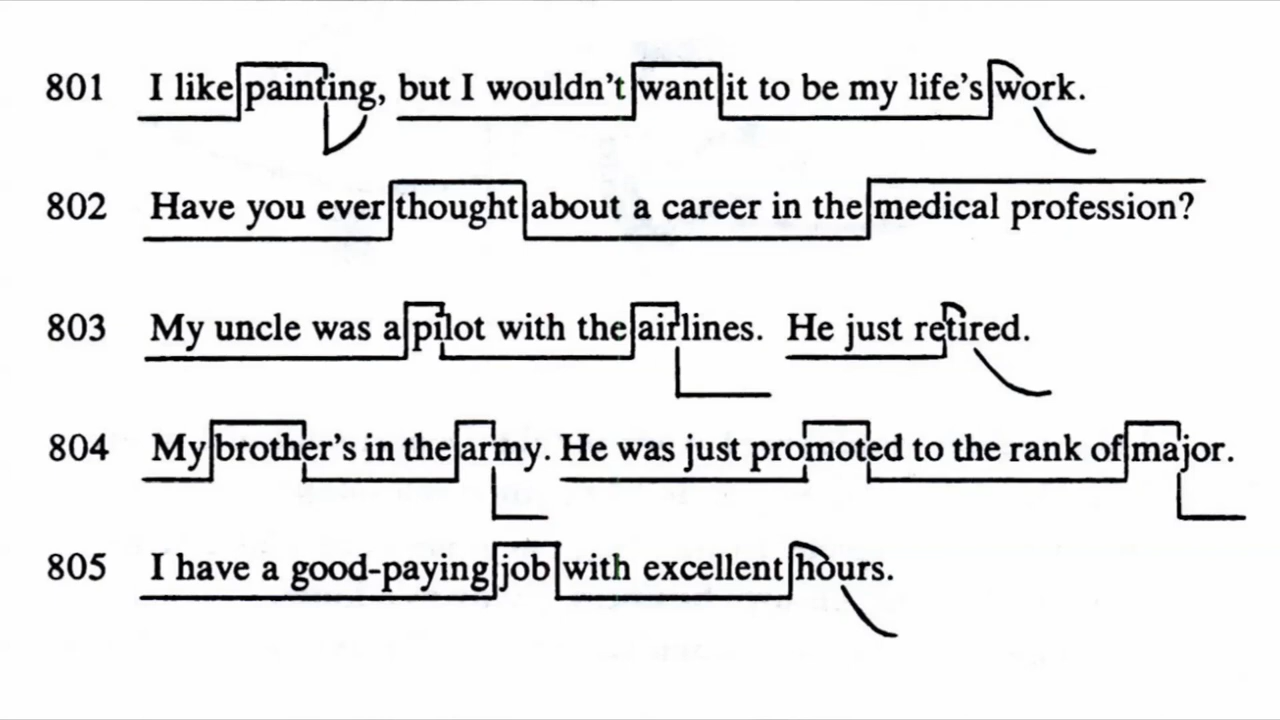 801 I like painting, but I wouldn't want it to be my life's work.
802 Have you ever thought about a career in the medical profession?
803 My uncle was a pilot with the airlines. He just retired.
804 My brother's in the army. He was just promoted to the rank of major.
805 I have a good-paying job with excellent hours.